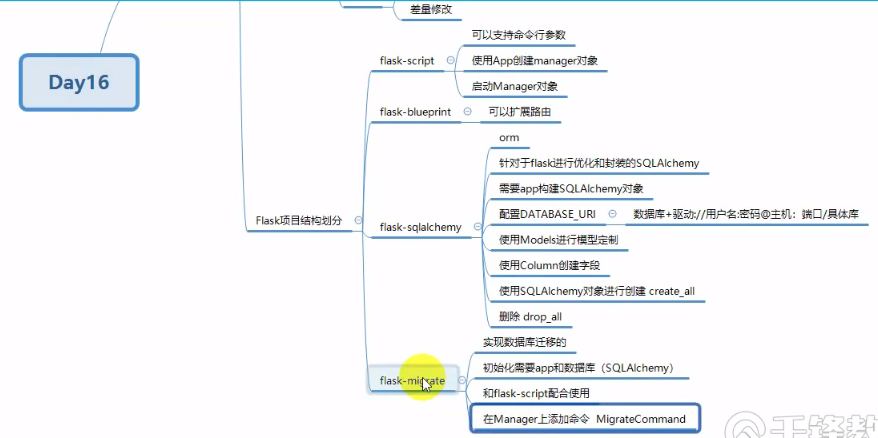 差量修改
Day16
Flask项目结构划分
flask-script
可以支持命令行参数
使用App创建manager对象
启动Manager对象
flask-blueprint
可以扩展路由
flask-sqlalchemy
orm
针对于flask进行优化和封装的SQLAlchemy
需要app构建SQLAlchemy对象
配置DATABASE_URI
数据库+驱动://用户名:密码@主机：端口/具体库
使用Models进行模型定制
使用Column创建字段
使用SQLAlchemy对象进行创建 create_all
删除 drop_all
flask-migrate
实现数据库迁移的
初始化需要app和数据库（SQLAlchemy）
和flask-script配合使用
在Manager上添加命令 MigrateCommand
千锋教